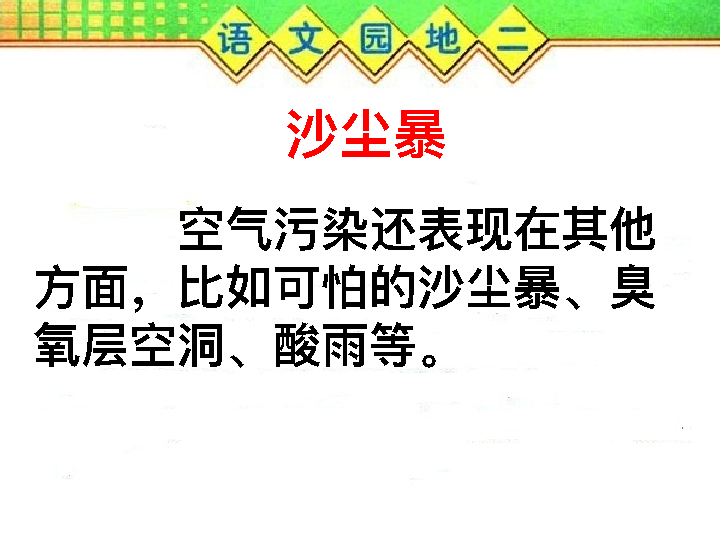 语文园地二
沙尘暴
空气污染还表现在其他
方面，比如可怕的沙尘暴、臭
氧层空洞、酸雨等。